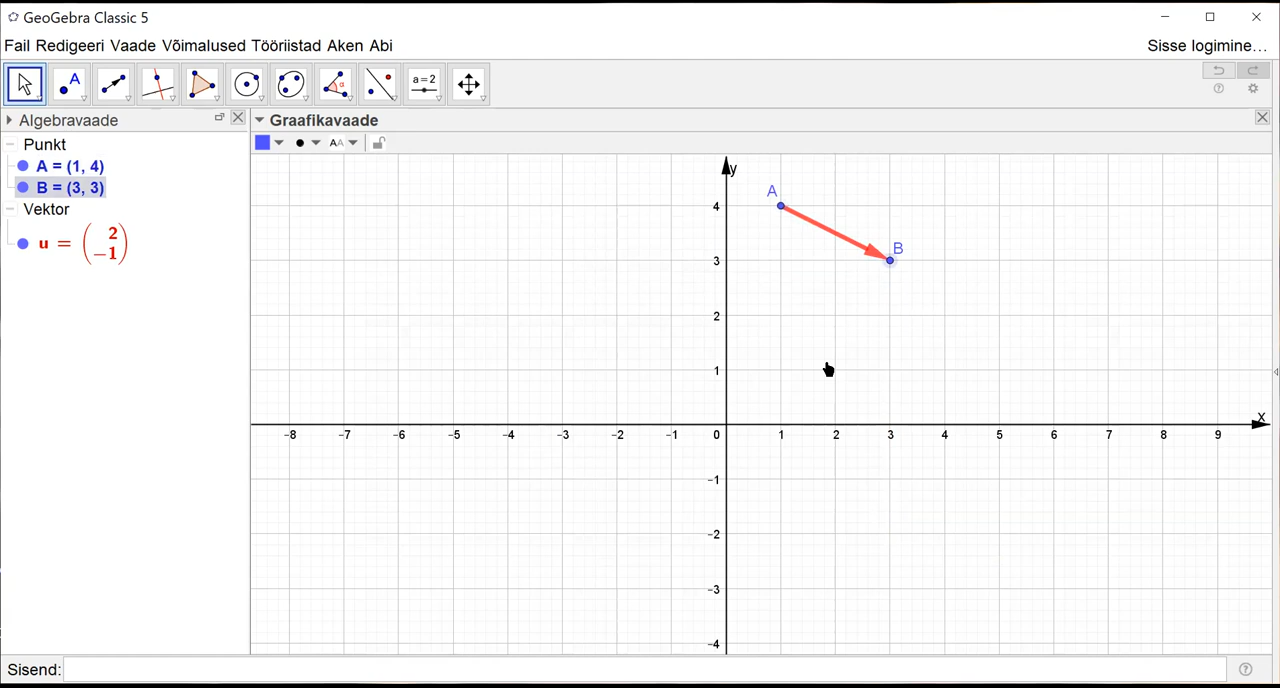 GeoGebra Classic 5
Fail Redigeeri Vaade Võimalused Tööriistad Aken Abi
Sisse logimine...
A
α
a=2
Algebravaade
Graafikavaade
AA
Punkt
A = (1, 4)
B = (3, 3)
Vektor
u = ( 2 −1 )
y
A
B
4
3
2
1
x
−8 −7 −6 −5 −4 −3 −2 −1 0 1 2 3 4 5 6 7 8 9
−1
−2
−3
−4
Sisend: